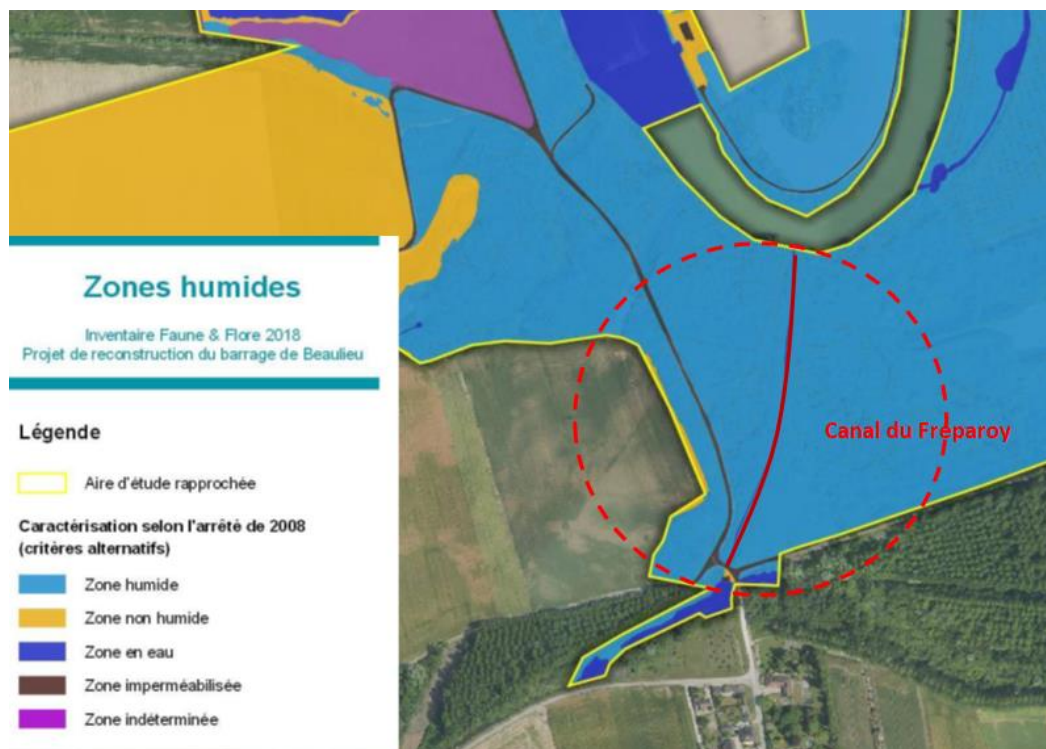 Zones humides
Inventaire Faune & Flore 2018
Projet de reconstruction du barrage de Beaulieu
Légende
Aire d'étude rapprochée
Caractérisation selon l'arrêté de 2008
(critères alternatifs)
Zone humide
Zone non humide
Zone en eau
Zone imperméabilisée
Zone indéterminée
Canal du Fréparoy